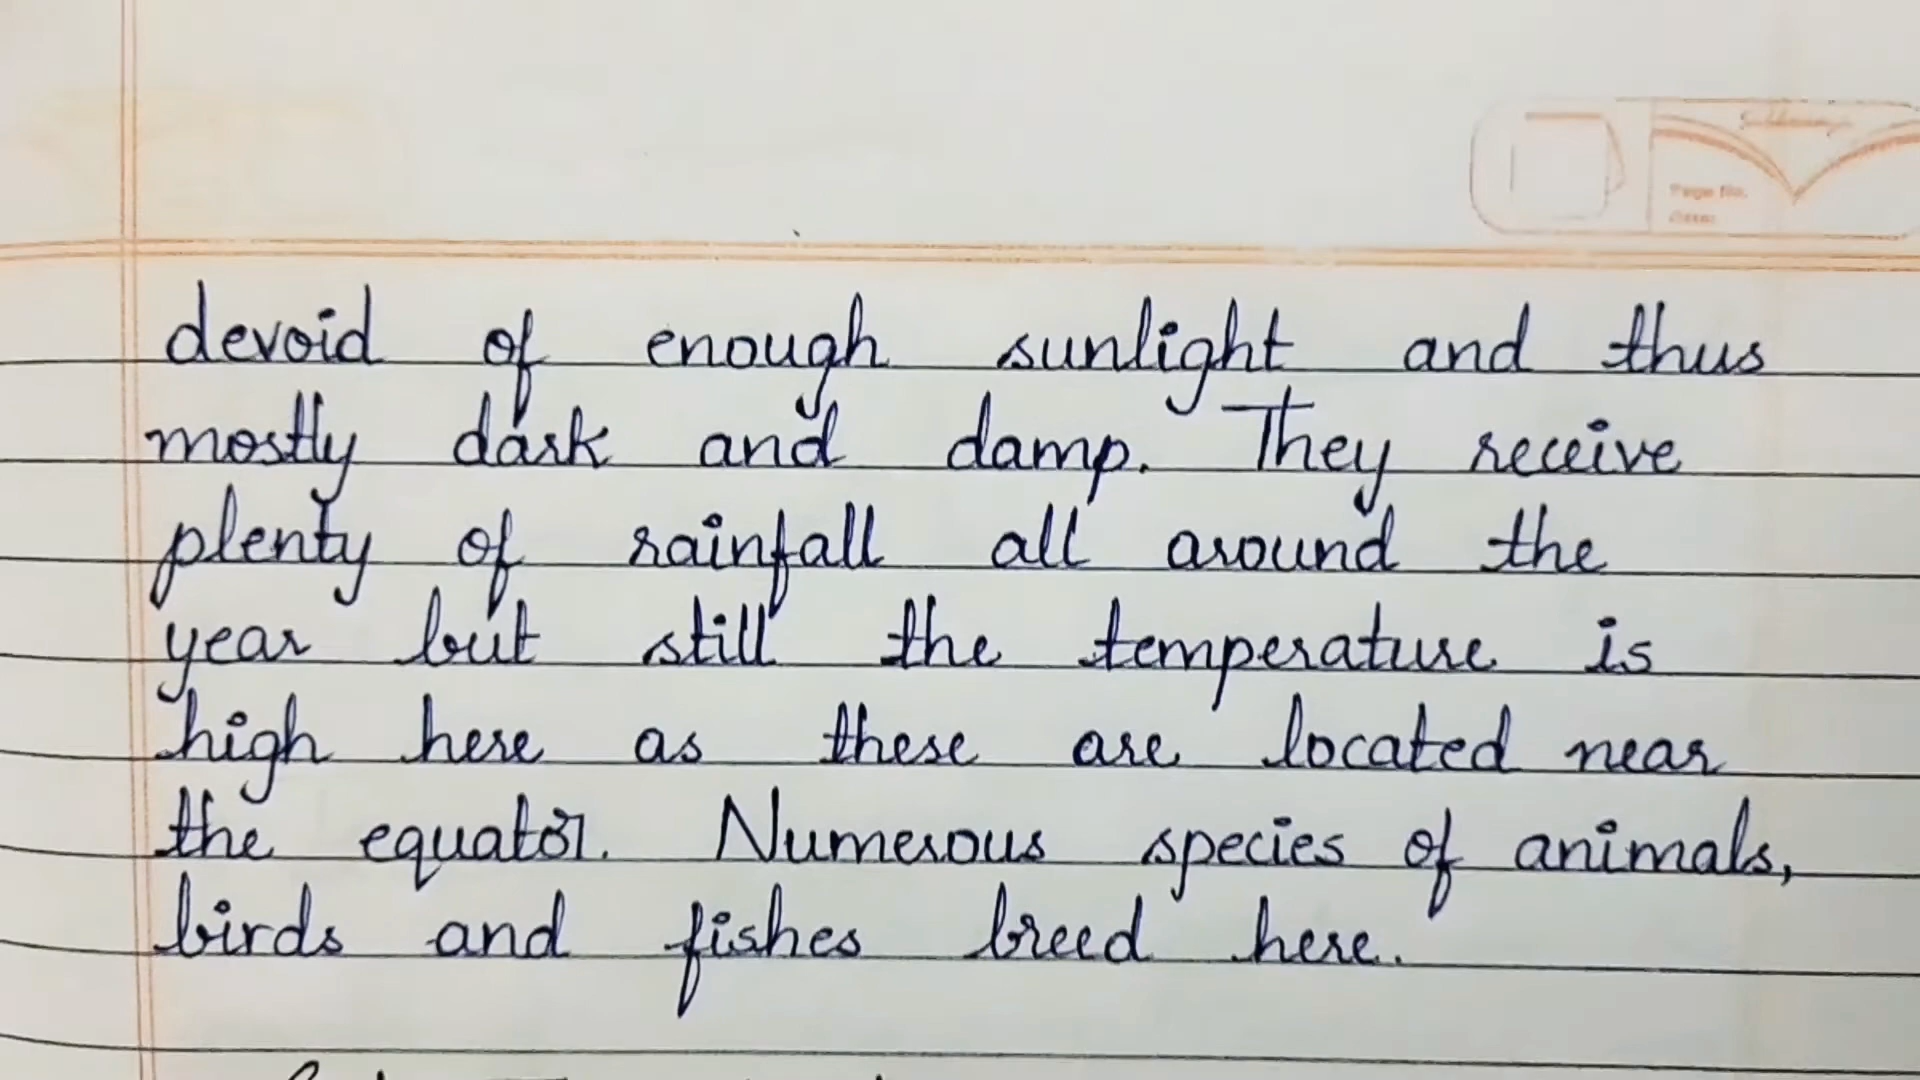 Page No.
devoid of enough sunlight and thus
mostly dark and damp. They receive
plenty of rainfall all around the
year but still the temperature is
high here as these are located near
the equator. Numerous species of animals,
birds and fishes breed here.